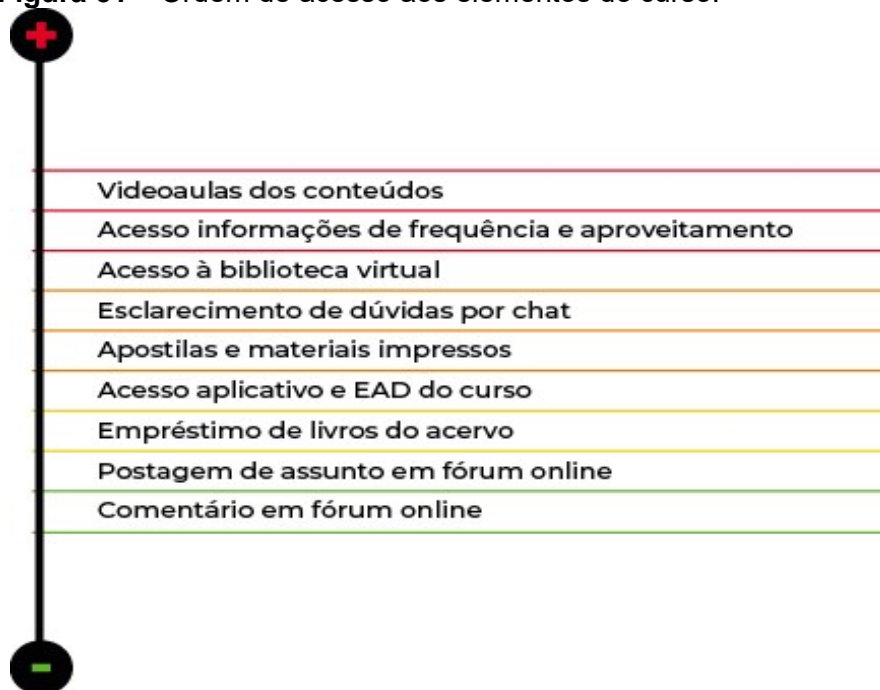 Videoaulas dos conteúdos
Acesso informações de frequência e aproveitamento
Acesso à biblioteca virtual
Esclarecimento de dúvidas por chat
Apostilas e materiais impressos
Acesso aplicativo e EAD do curso
Empréstimo de livros do acervo
Postagem de assunto em fórum online
Comentário em fórum online